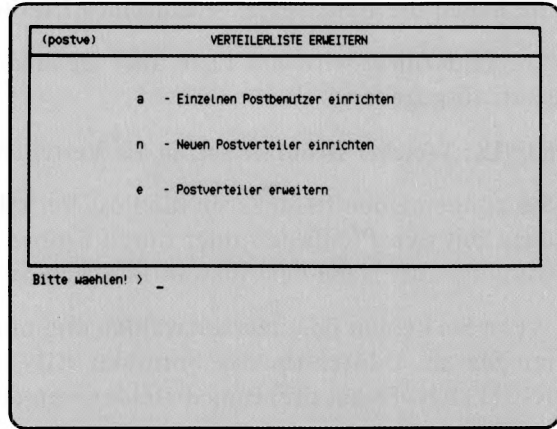 (postve) VERTEILERLISTE ERWEITERN
a - Einzelnen Postbenutzer einrichten
n - Neuen Postverteiler einrichten
e - Postverteiler erweitern
Bitte waehlen! > _